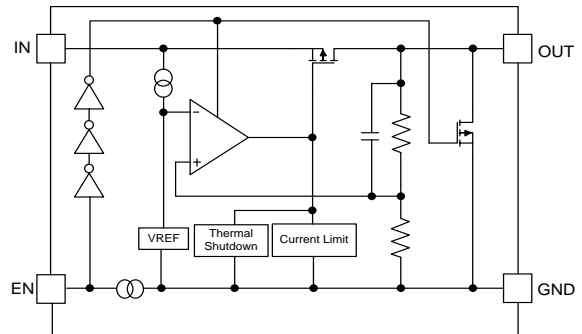 IN
OUT
−
+
VREF
Thermal
Shutdown
Current Limit
EN
GND